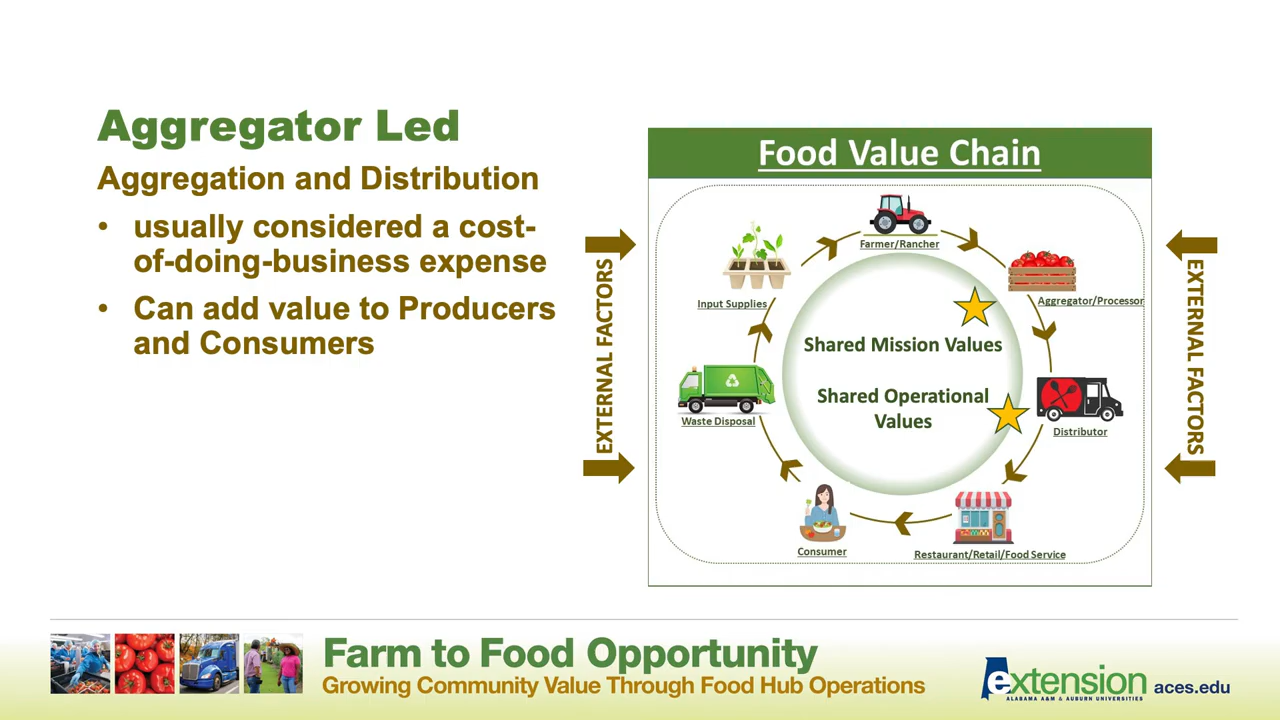 Aggregator Led
Aggregation and Distribution
• usually considered a cost-
of-doing-business expense
• Can add value to Producers
and Consumers
Food Value Chain
EXTERNAL FACTORS
Farmer/Rancher
Aggregator/Processor
Input Supplies
Shared Mission Values
Shared Operational
Values
Waste Disposal
Distributor
Consumer
Restaurant/Retail/Food Service
EXTERNAL FACTORS
Farm to Food Opportunity
Growing Community Value Through Food Hub Operations
extension
ALABAMA A&M & AUBURN UNIVERSITIES
aces.edu